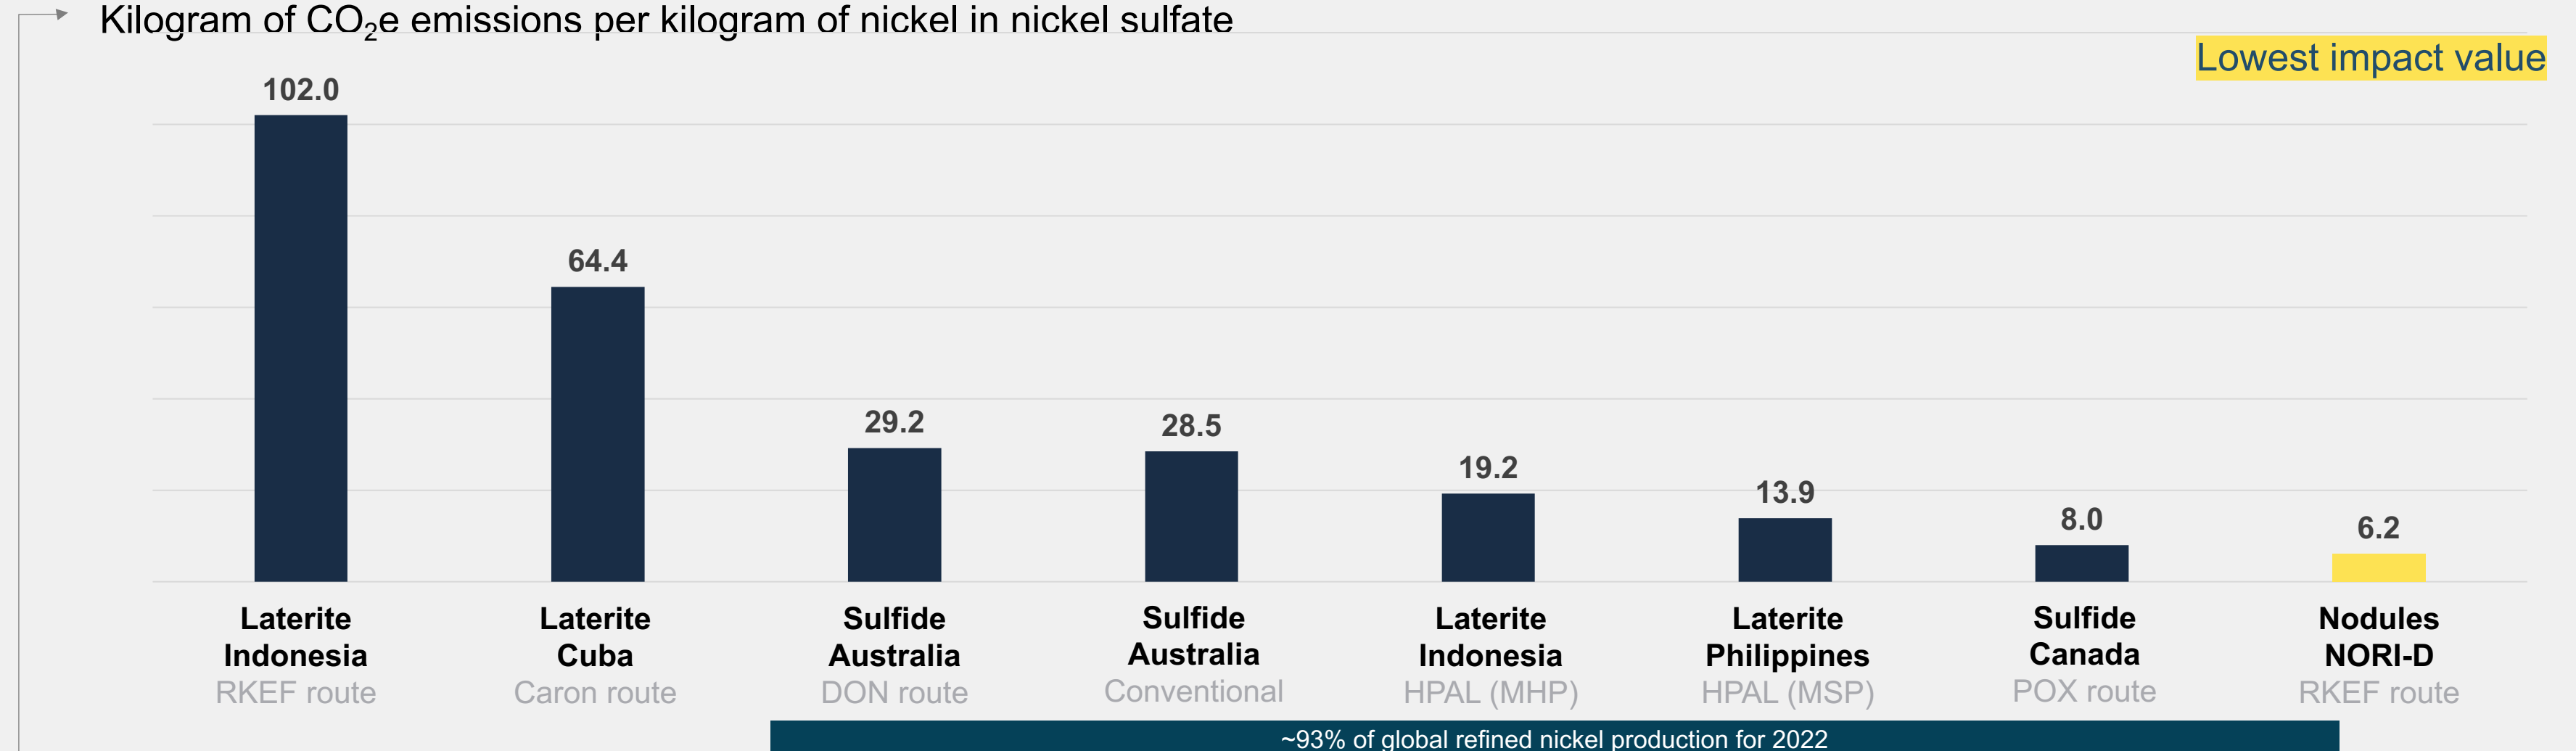 Kilogram of CO₂e emissions per kilogram of nickel in nickel sulfate
Lowest impact value
102.0
64.4
29.2
28.5
19.2
13.9
8.0
6.2
Laterite
Indonesia
RKEF route
Laterite
Cuba
Caron route
Sulfide
Australia
DON route
Sulfide
Australia
Conventional
Laterite
Indonesia
HPAL (MHP)
Laterite
Philippines
HPAL (MSP)
Sulfide
Canada
POX route
Nodules
NORI-D
RKEF route
~93% of global refined nickel production for 2022